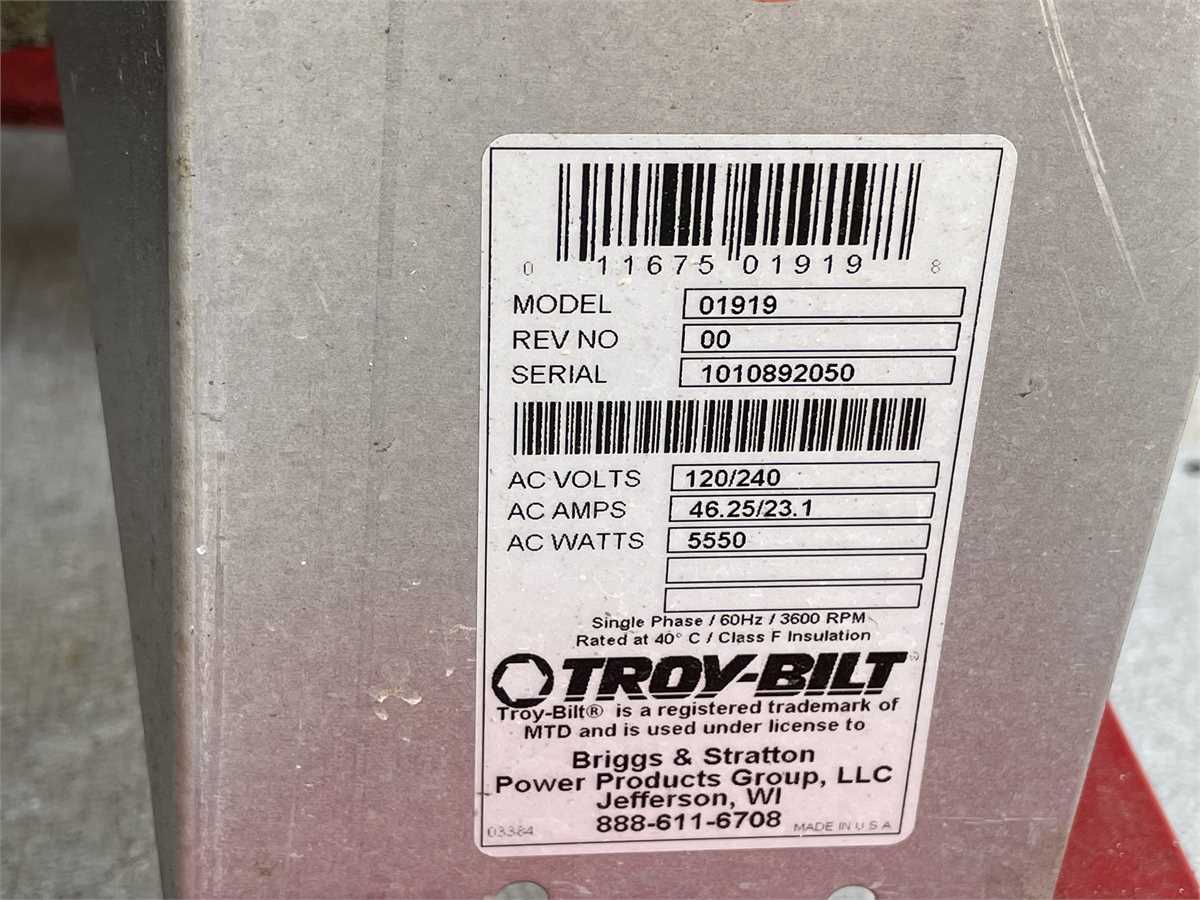 0 11675 01919 8
MODEL 01919
REV NO 00
SERIAL 1010892050
AC VOLTS 120/240
AC AMPS 46.25/23.1
AC WATTS 5550
Single Phase / 60Hz / 3600 RPM
Rated at 40° C / Class F Insulation
TROY-BILT
Troy-Bilt® is a registered trademark of
MTD and is used under license to
Briggs & Stratton
Power Products Group, LLC
Jefferson, WI
888-611-6708
03384 MADE IN U S A